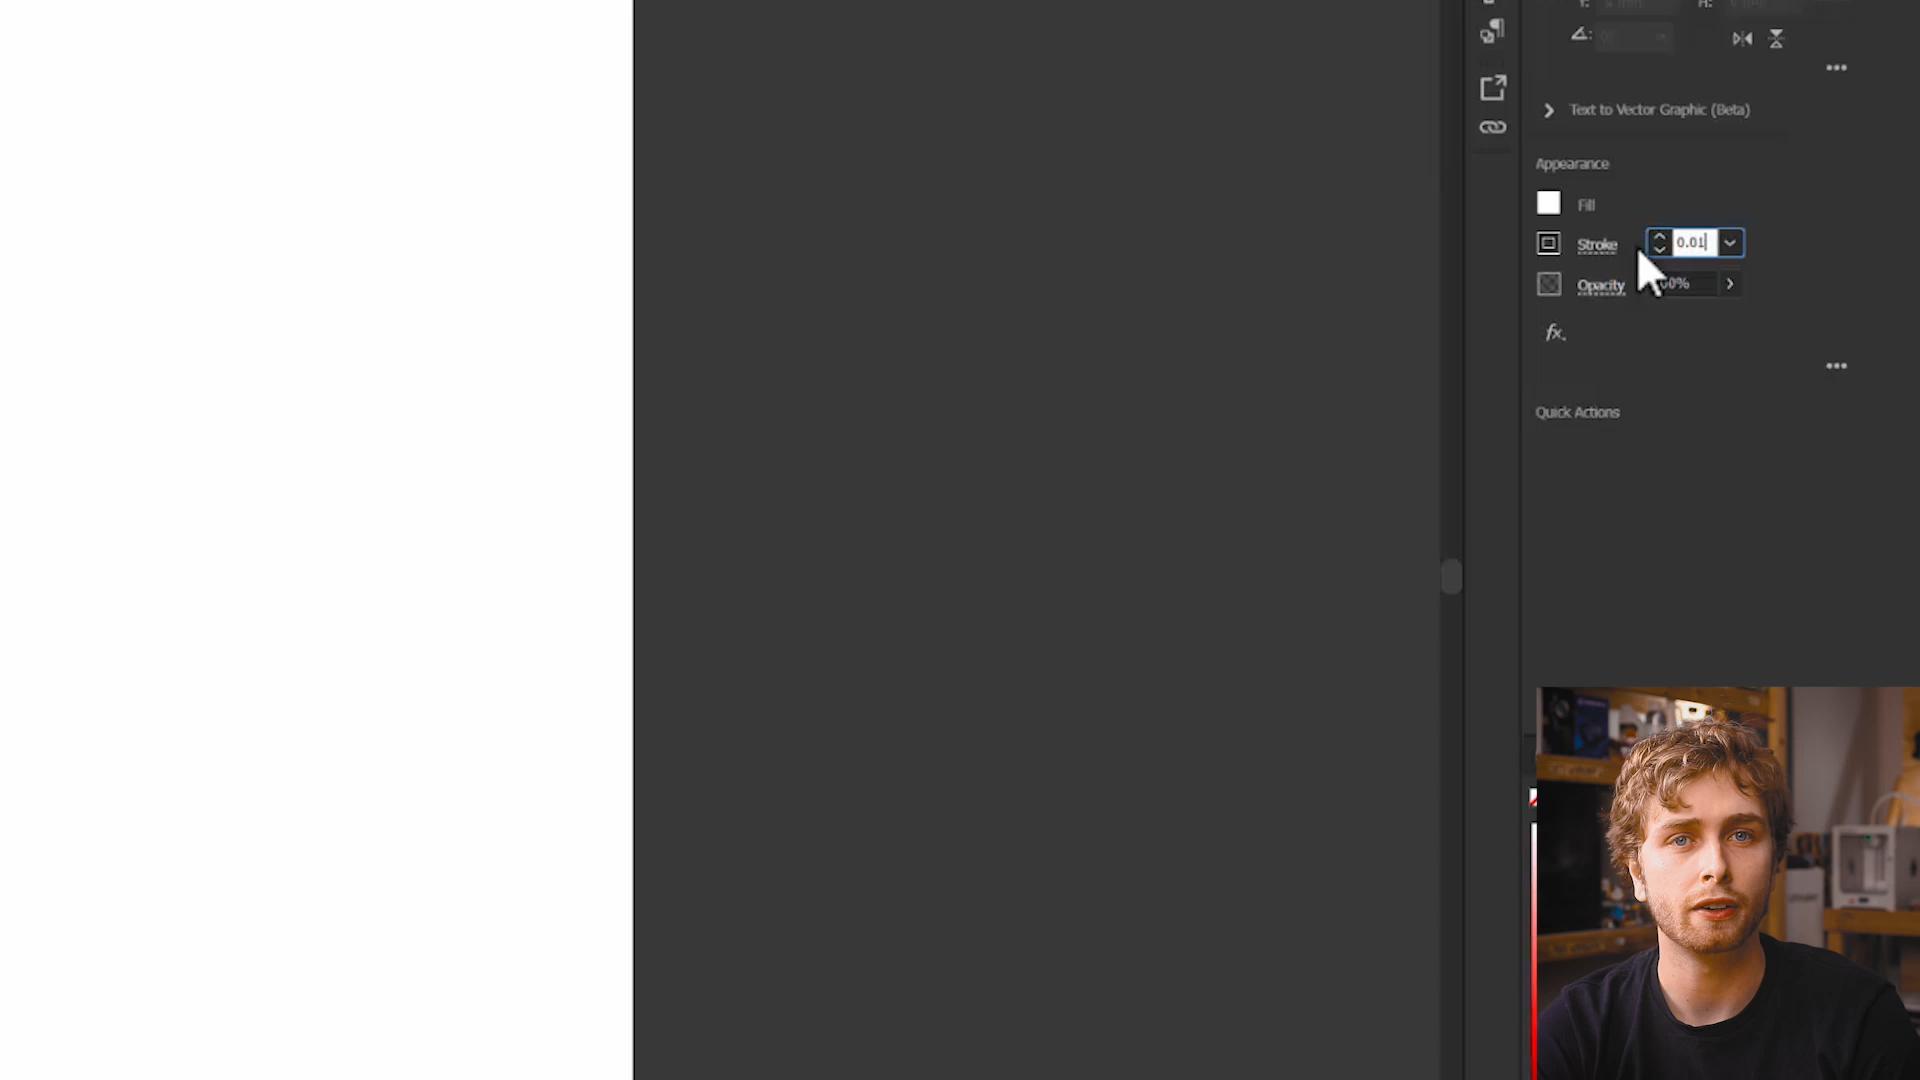 Text to Vector Graphic (Beta)
Appearance
Fill
Stroke
0.01
Opacity
fx.
Quick Actions